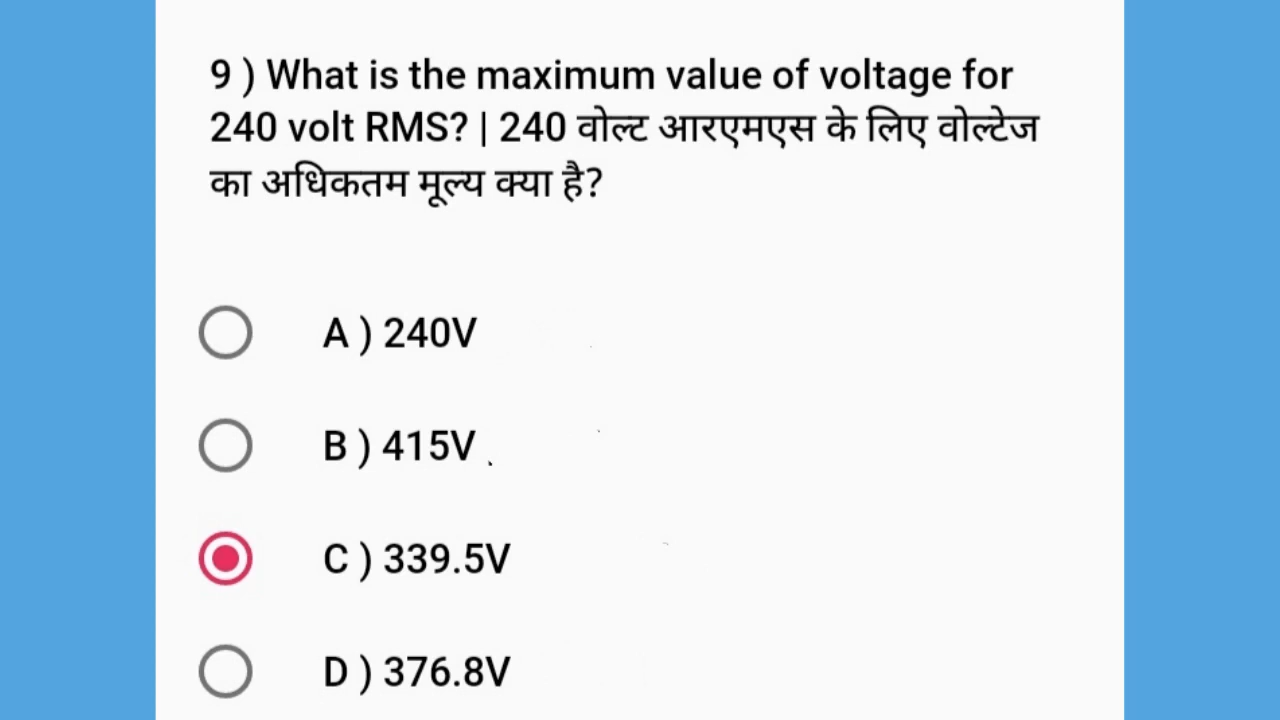 9 ) What is the maximum value of voltage for
240 volt RMS? | 240 वोल्ट आरएमएस के लिए वोल्टेज
का अधिकतम मूल्य क्या है?
A ) 240V
B ) 415V
C ) 339.5V
D ) 376.8V